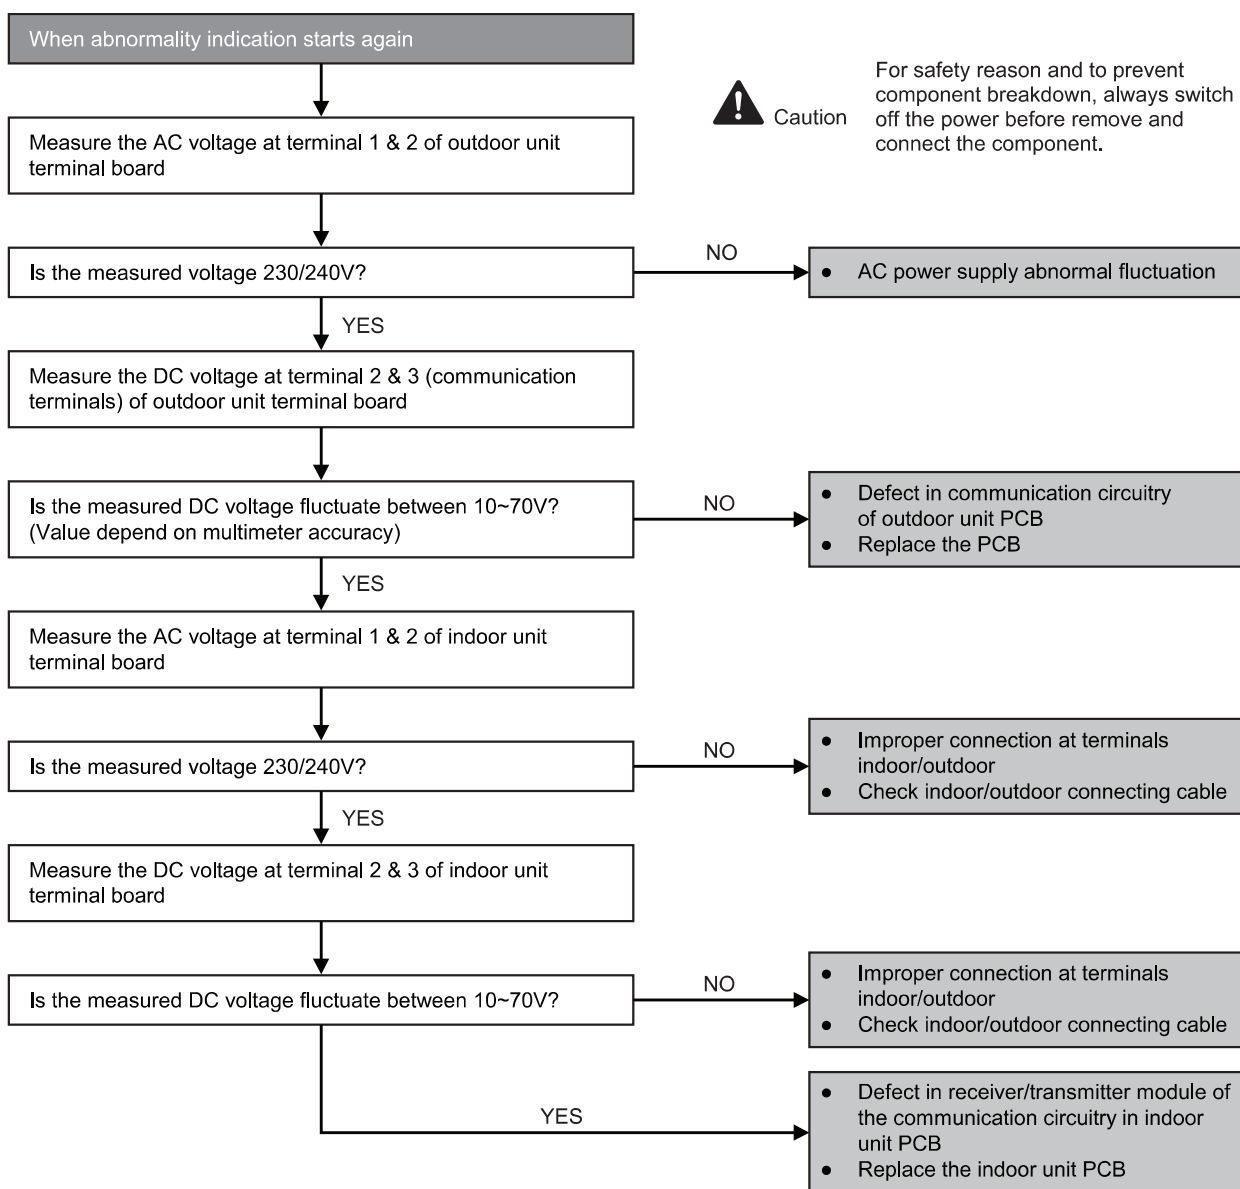 When abnormality indication starts again
For safety reason and to prevent
component breakdown, always switch
off the power before remove and
connect the component.
Caution
Measure the AC voltage at terminal 1 & 2 of outdoor unit
terminal board
Is the measured voltage 230/240V?
NO
● AC power supply abnormal fluctuation
YES
Measure the DC voltage at terminal 2 & 3 (communication
terminals) of outdoor unit terminal board
Is the measured DC voltage fluctuate between 10~70V?
(Value depend on multimeter accuracy)
NO
● Defect in communication circuitry
of outdoor unit PCB
● Replace the PCB
YES
Measure the AC voltage at terminal 1 & 2 of indoor unit
terminal board
Is the measured voltage 230/240V?
NO
● Improper connection at terminals
indoor/outdoor
● Check indoor/outdoor connecting cable
YES
Measure the DC voltage at terminal 2 & 3 of indoor unit
terminal board
Is the measured DC voltage fluctuate between 10~70V?
NO
● Improper connection at terminals
indoor/outdoor
● Check indoor/outdoor connecting cable
YES
● Defect in receiver/transmitter module of
the communication circuitry in indoor
unit PCB
● Replace the indoor unit PCB